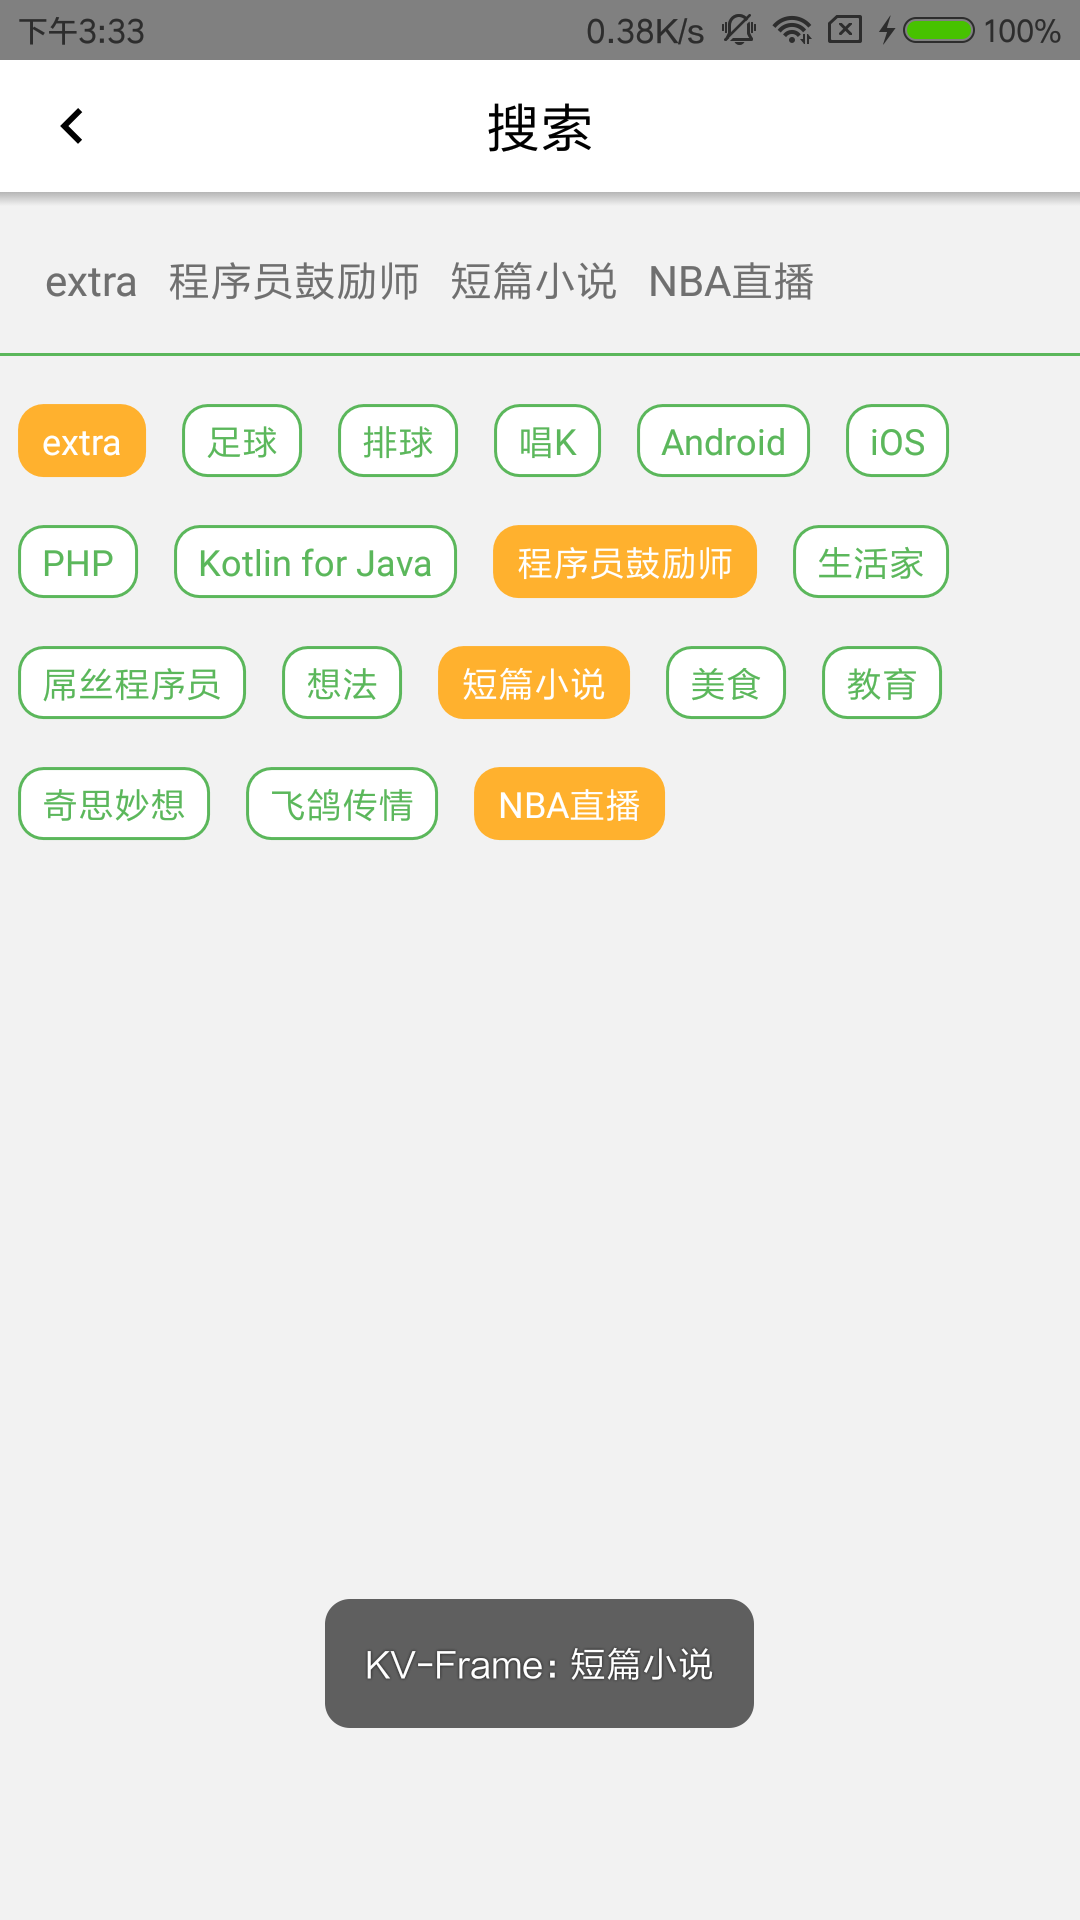 下午3:33 0.38K/s 100%
搜索
extra 程序员鼓励师 短篇小说 NBA直播
extra 足球 排球 唱K Android iOS
PHP Kotlin for Java 程序员鼓励师 生活家
屌丝程序员 想法 短篇小说 美食 教育
奇思妙想 飞鸽传情 NBA直播
KV-Frame: 短篇小说